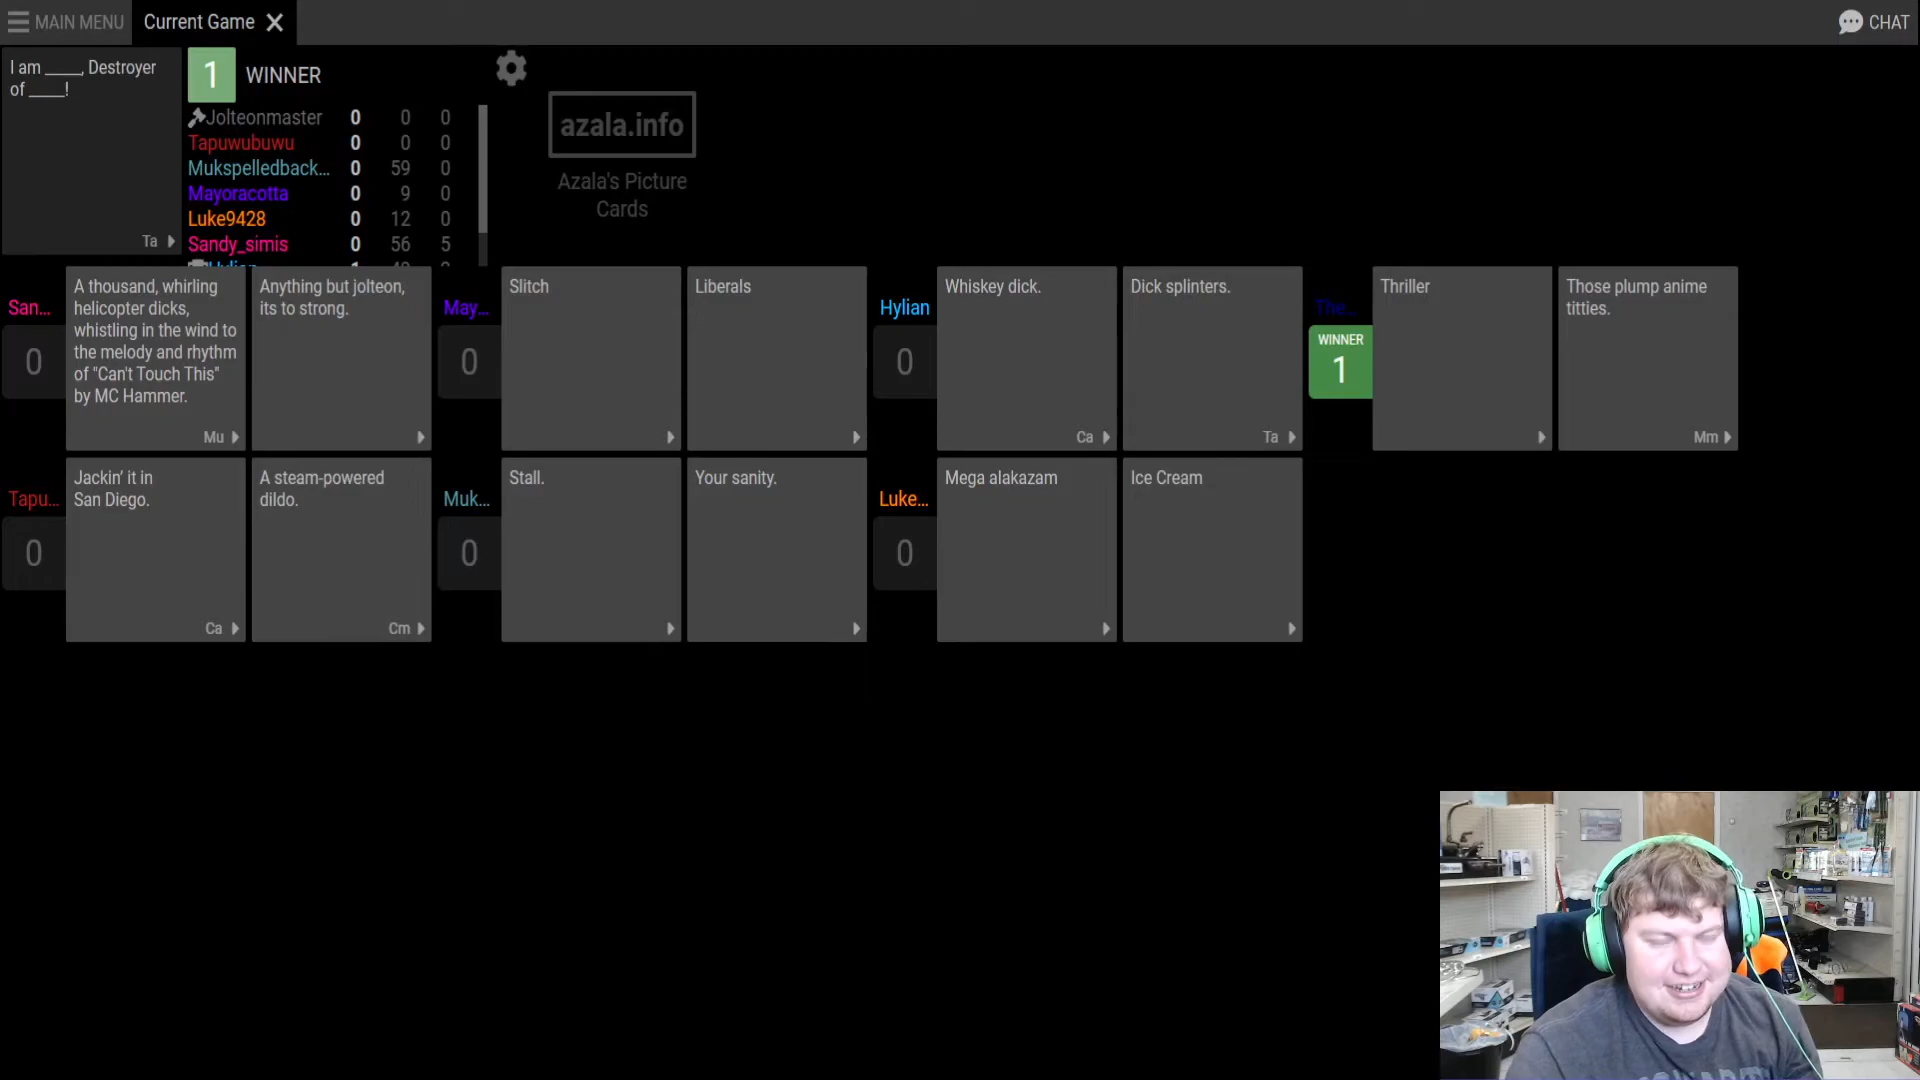 MAIN MENU
Current Game
CHAT
I am _____, Destroyer
of _____!
Ta
1 WINNER
Jolteonmaster 0 0 0
Tapuwubuwu 0 0 0
Mukspelledback... 0 59 0
Mayoracotta 0 9 0
Luke9428 0 12 0
Sandy_simis 0 56 5
azala.info
Azala's Picture
Cards
San...
0
A thousand, whirling
helicopter dicks,
whistling in the wind to
the melody and rhythm
of "Can't Touch This"
by MC Hammer.
Mu
Anything but jolteon,
its to strong.
May...
0
Slitch
Liberals
Hylian
0
Whiskey dick.
Ca
Dick splinters.
Ta
The...
WINNER
1
Thriller
Those plump anime
titties.
Mm
Tapu...
0
Jackin’ it in
San Diego.
Ca
A steam-powered
dildo.
Cm
Muk...
0
Stall.
Your sanity.
Luke...
0
Mega alakazam
Ice Cream